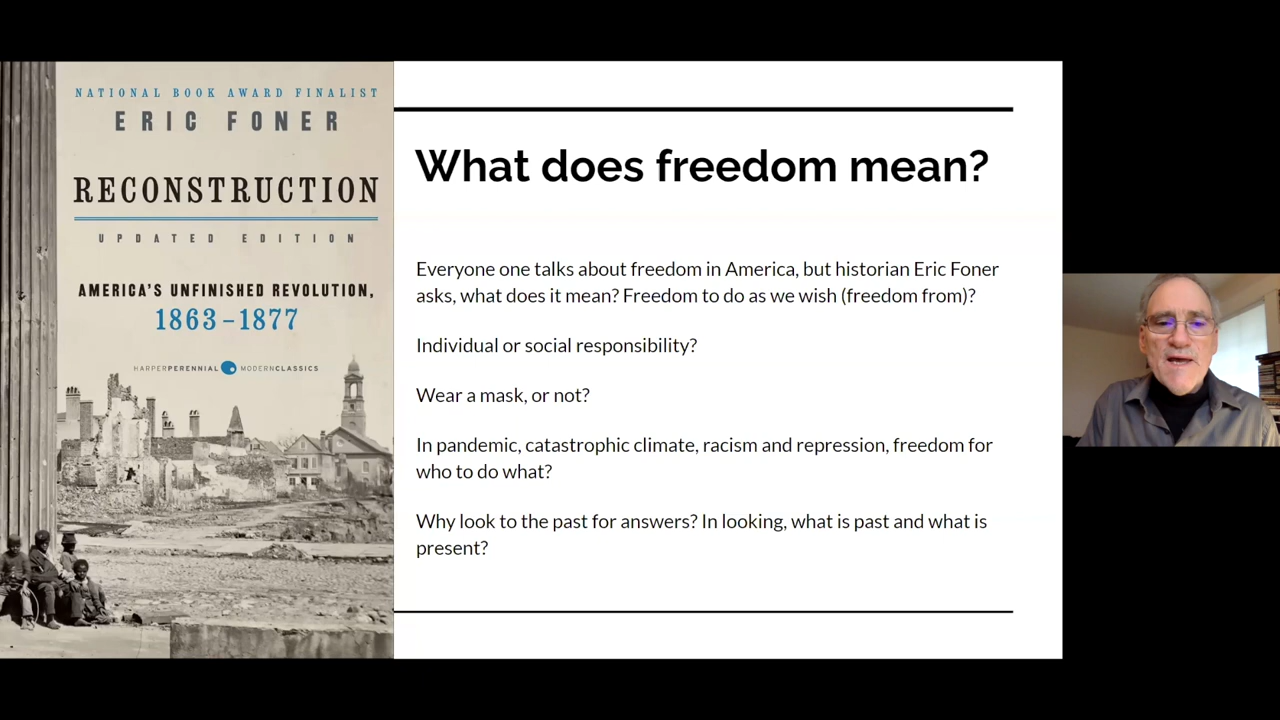 NATIONAL BOOK AWARD FINALIST
ERIC FONER
RECONSTRUCTION
UPDATED EDITION
AMERICA'S UNFINISHED REVOLUTION,
1863–1877
HARPERPERENNIAL MODERNCLASSICS
What does freedom mean?
Everyone one talks about freedom in America, but historian Eric Foner
asks, what does it mean? Freedom to do as we wish (freedom from)?
Individual or social responsibility?
Wear a mask, or not?
In pandemic, catastrophic climate, racism and repression, freedom for
who to do what?
Why look to the past for answers? In looking, what is past and what is
present?